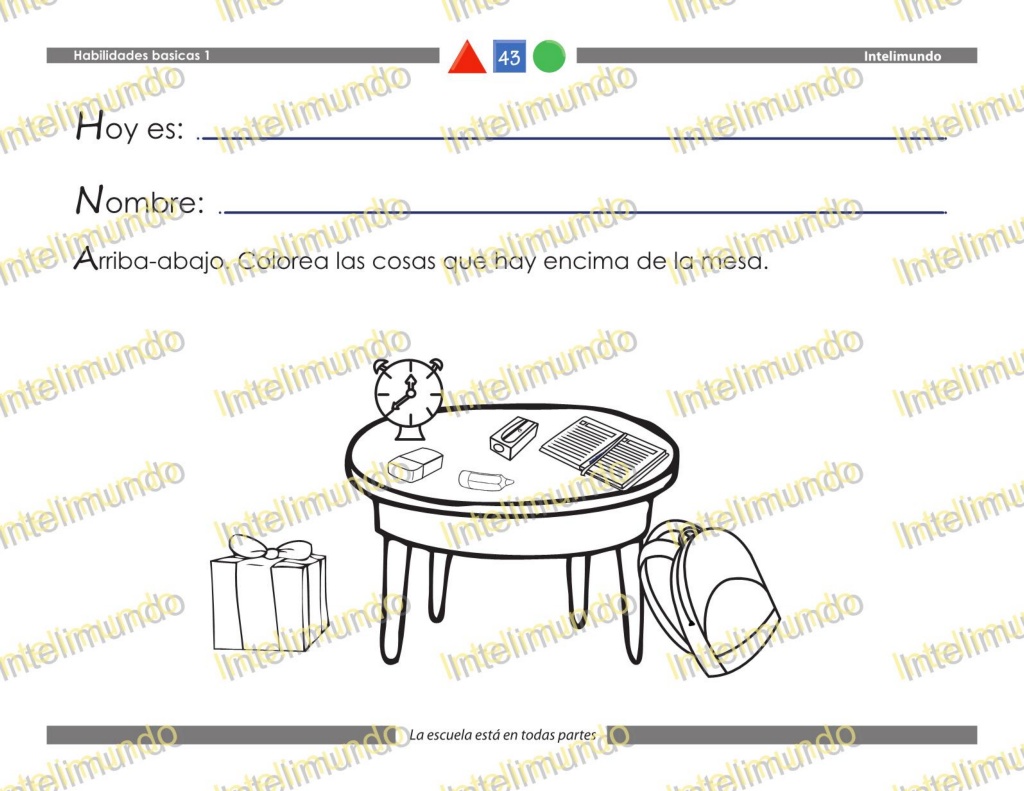 Habilidades basicas 1
43
Intelimundo
Hoy es:
Nombre:
Arriba-abajo. Colorea las cosas que hay encima de la mesa.
La escuela está en todas partes
Intelimundo